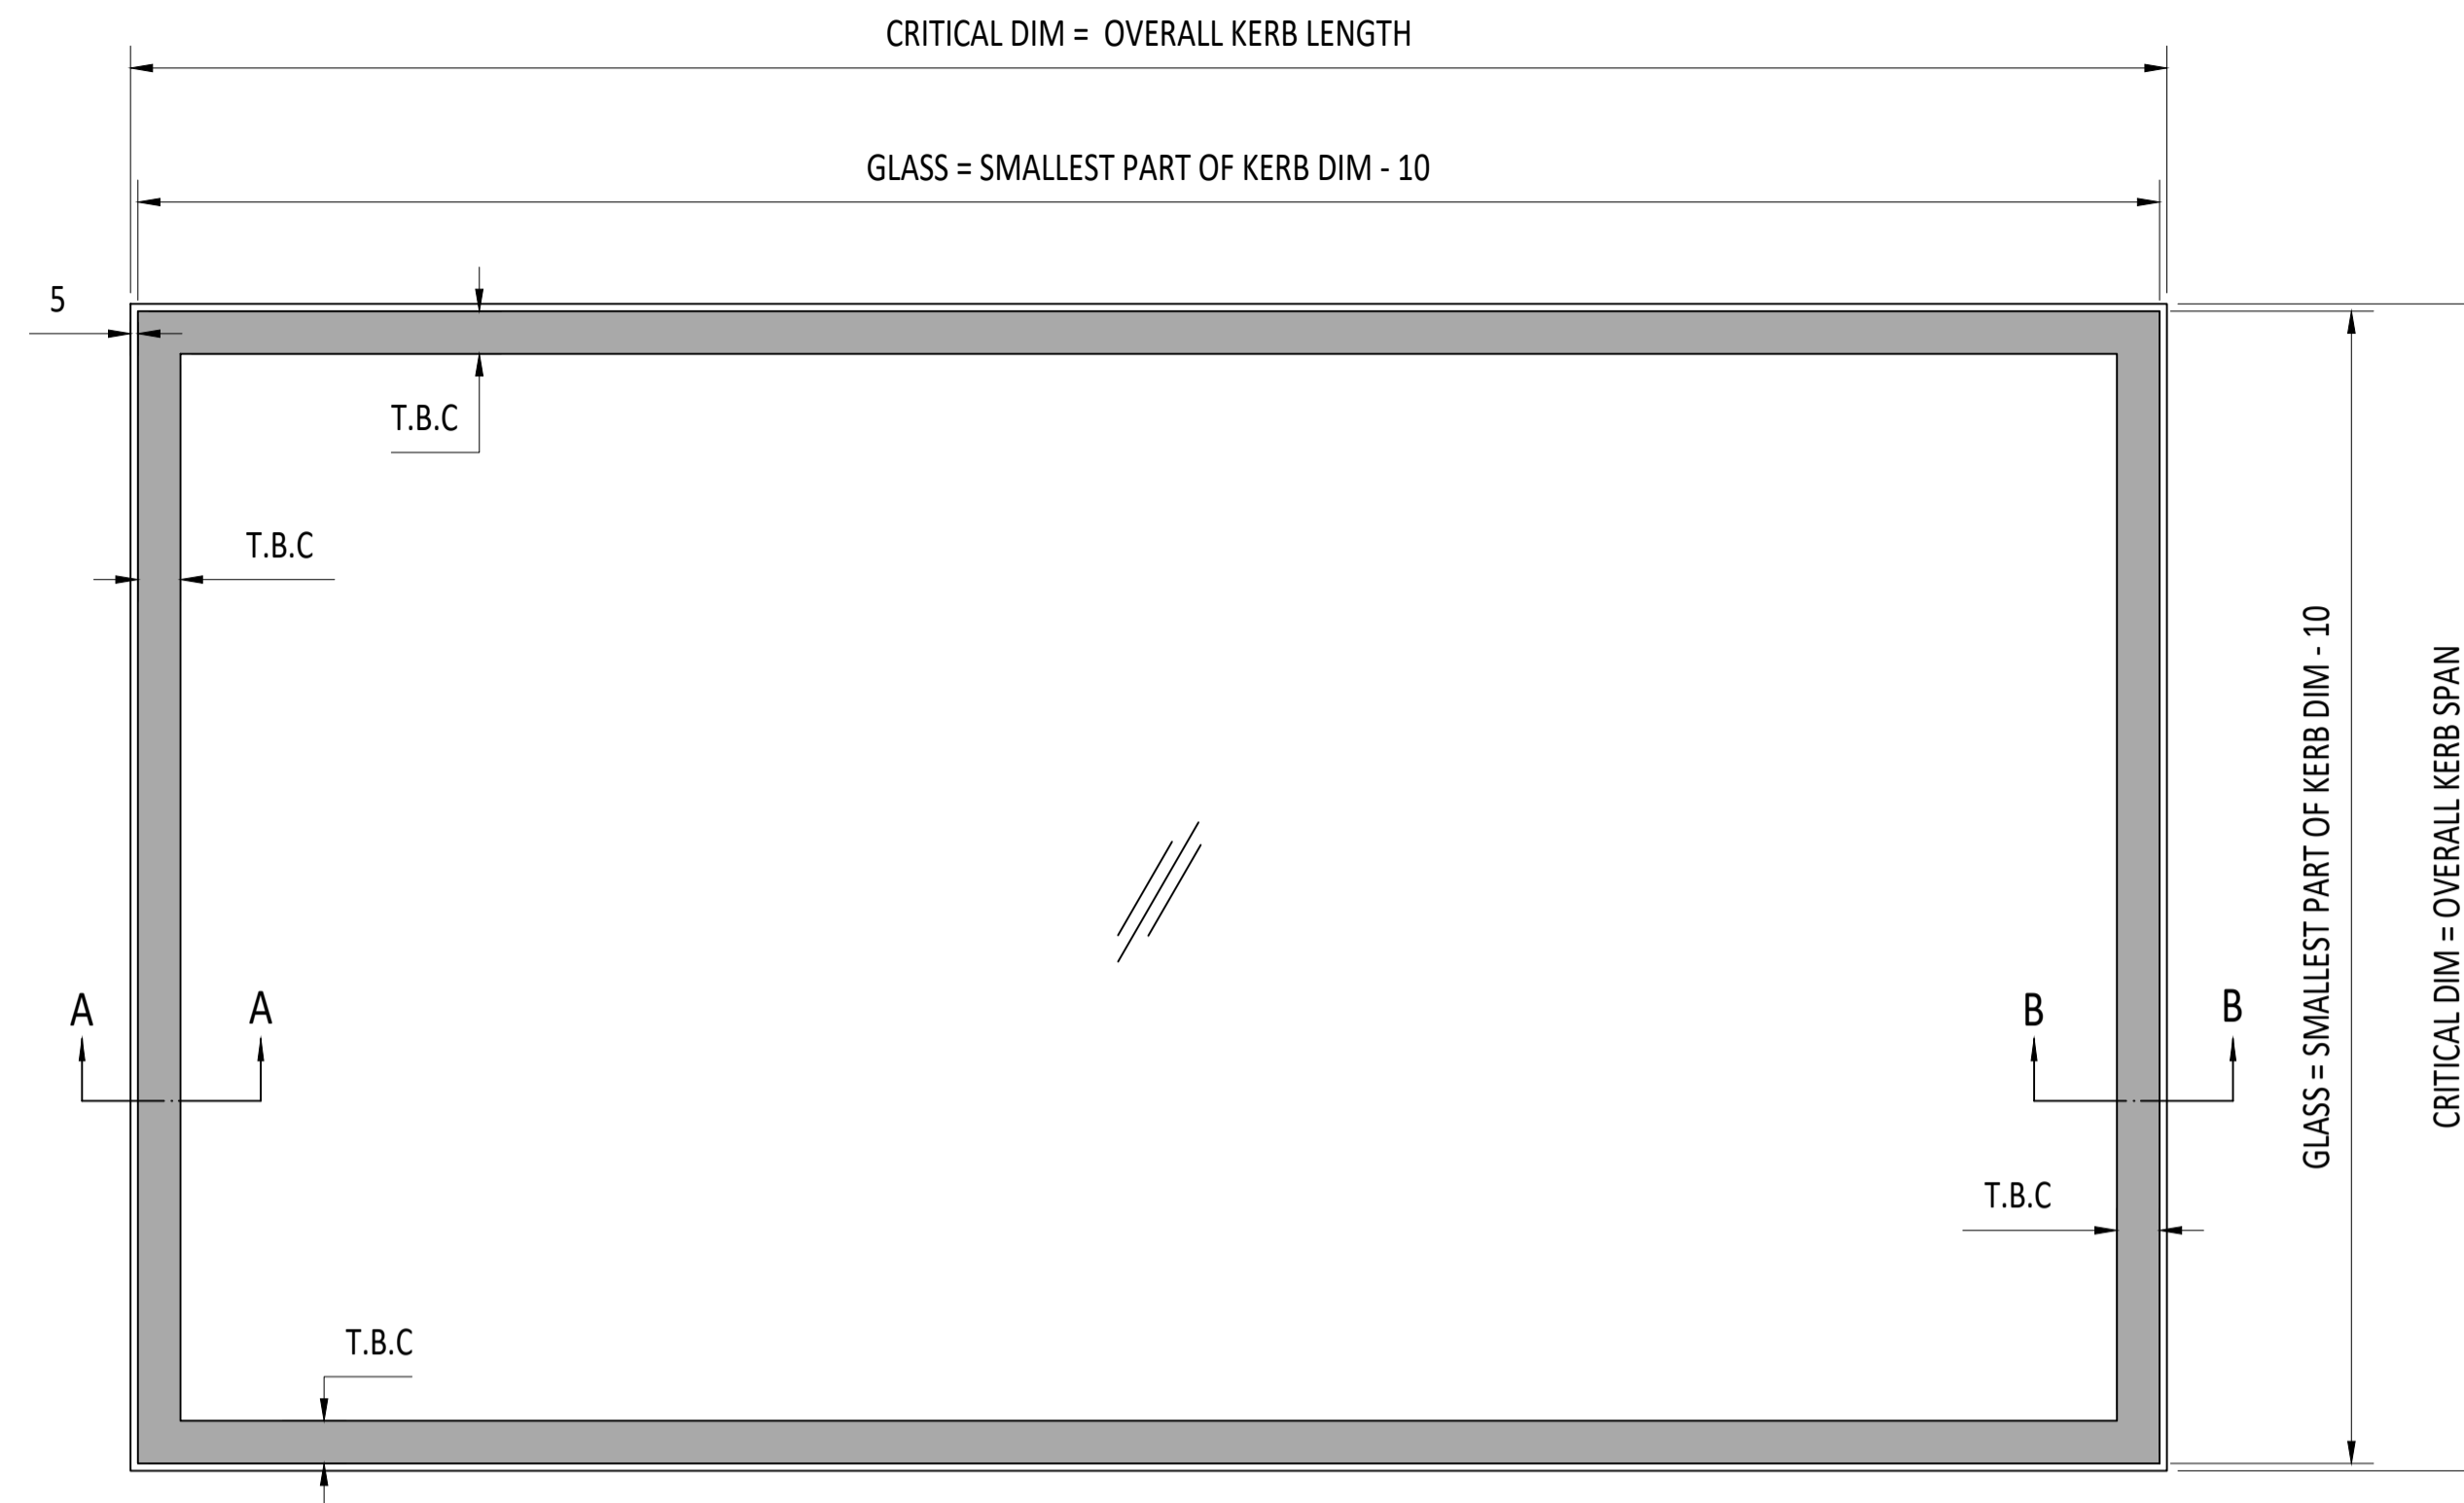 CRITICAL DIM = OVERALL KERB LENGTH
GLASS = SMALLEST PART OF KERB DIM - 10
5
T.B.C
T.B.C
GLASS = SMALLEST PART OF KERB DIM - 10
CRITICAL DIM = OVERALL KERB SPAN
A A
B B
T.B.C
T.B.C